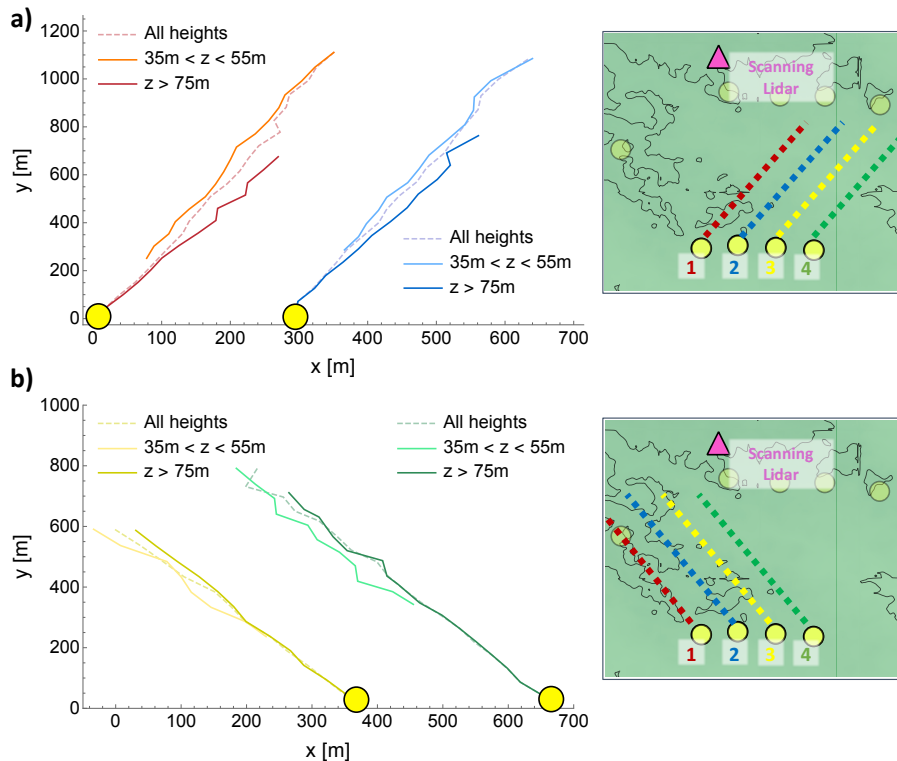 a)
1200
1000
800
600
400
200
0
y [m]
All heights
35m < z < 55m
z > 75m
All heights
35m < z < 55m
z > 75m
0 100 200 300 400 500 600 700
x [m]
Scanning
Lidar
1 2 3 4
b)
1000
800
600
400
200
0
y [m]
All heights
35m < z < 55m
z > 75m
All heights
35m < z < 55m
z > 75m
0 100 200 300 400 500 600 700
x [m]
Scanning
Lidar
1 2 3 4